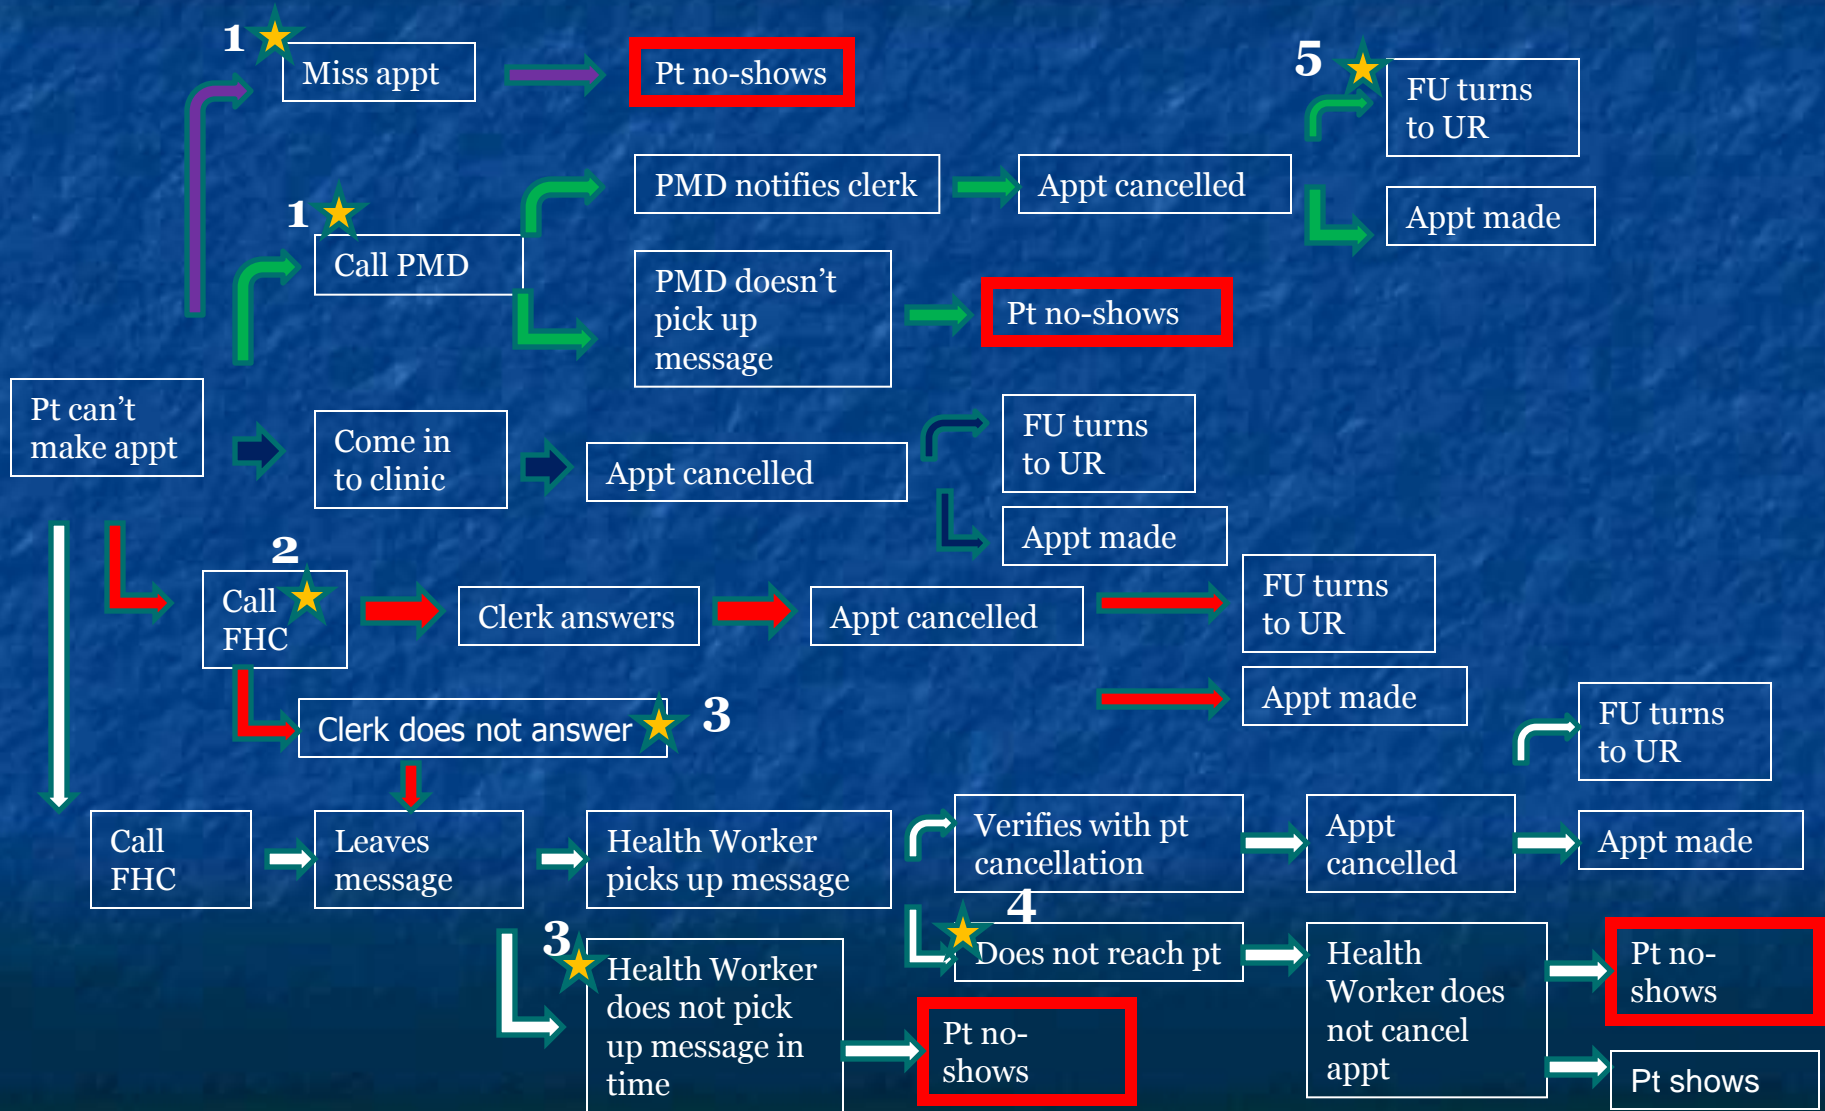 1
Miss appt
Pt no-shows
5
FU turns
to UR
PMD notifies clerk
Appt cancelled
Appt made
1
Call PMD
PMD doesn't
pick up
message
Pt no-shows
Pt can't
make appt
Come in
to clinic
Appt cancelled
FU turns
to UR
Appt made
2
Call
FHC
Clerk answers
Appt cancelled
FU turns
to UR
Appt made
Clerk does not answer
3
Call
FHC
Leaves
message
Health Worker
picks up message
Verifies with pt
cancellation
Appt
cancelled
FU turns
to UR
Appt made
4
Does not reach pt
Health
Worker does
not cancel
appt
Pt no-
shows
Pt shows
3
Health Worker
does not pick
up message in
time
Pt no-
shows